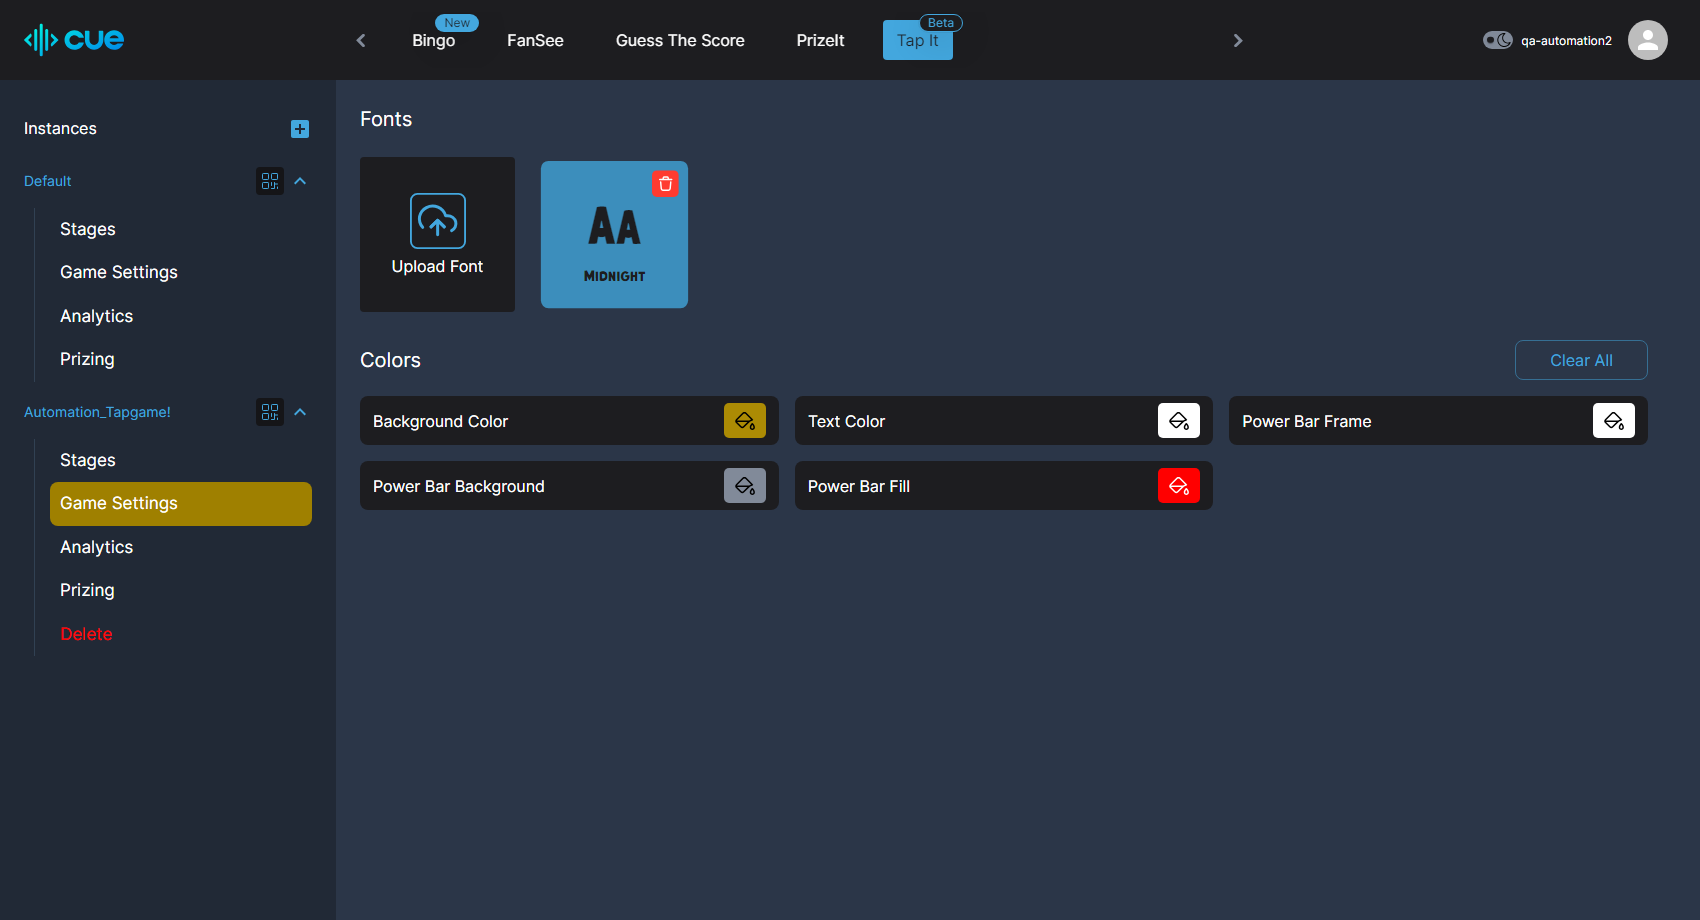 cue
Bingo
New
FanSee
Guess The Score
PrizeIt
Tap It
Beta
qa-automation2
Instances
Default
Stages
Game Settings
Analytics
Prizing
Automation_Tapgame!
Stages
Game Settings
Analytics
Prizing
Delete
Fonts
Upload Font
AA
MIDNIGHT
Colors
Clear All
Background Color
Text Color
Power Bar Frame
Power Bar Background
Power Bar Fill